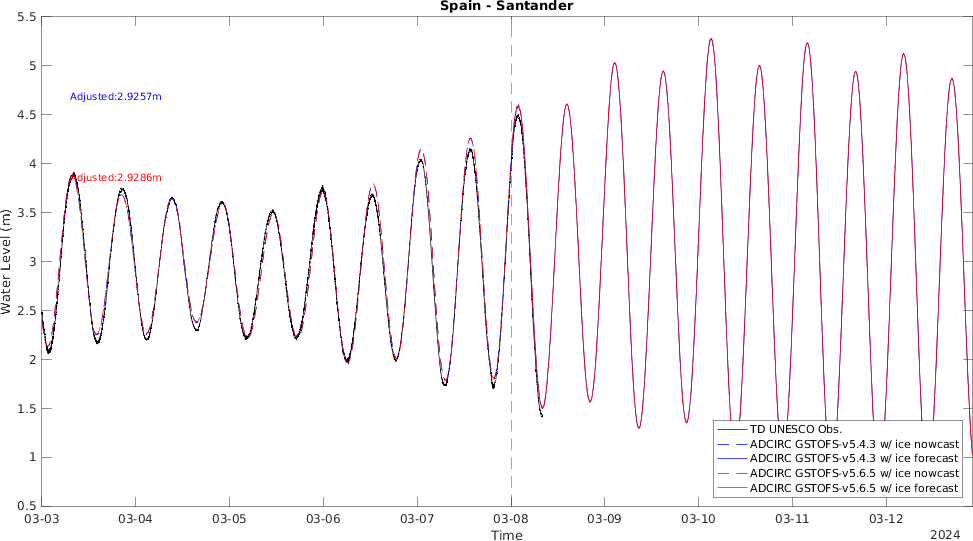 Spain - Santander
5.5
5
4.5
4
3.5
3
2.5
2
1.5
1
0.5
Water Level (m)
Adjusted:2.9257m
Adjusted:2.9286m
TD UNESCO Obs.
ADCIRC GSTOFS-v5.4.3 w/ ice nowcast
ADCIRC GSTOFS-v5.4.3 w/ ice forecast
ADCIRC GSTOFS-v5.6.5 w/ ice nowcast
ADCIRC GSTOFS-v5.6.5 w/ ice forecast
03-03 03-04 03-05 03-06 03-07 03-08 03-09 03-10 03-11 03-12
Time
2024